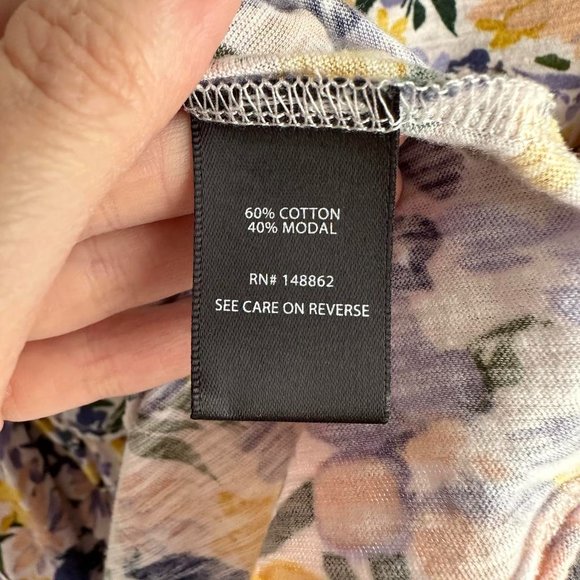 60% COTTON
40% MODAL
RN# 148862
SEE CARE ON REVERSE